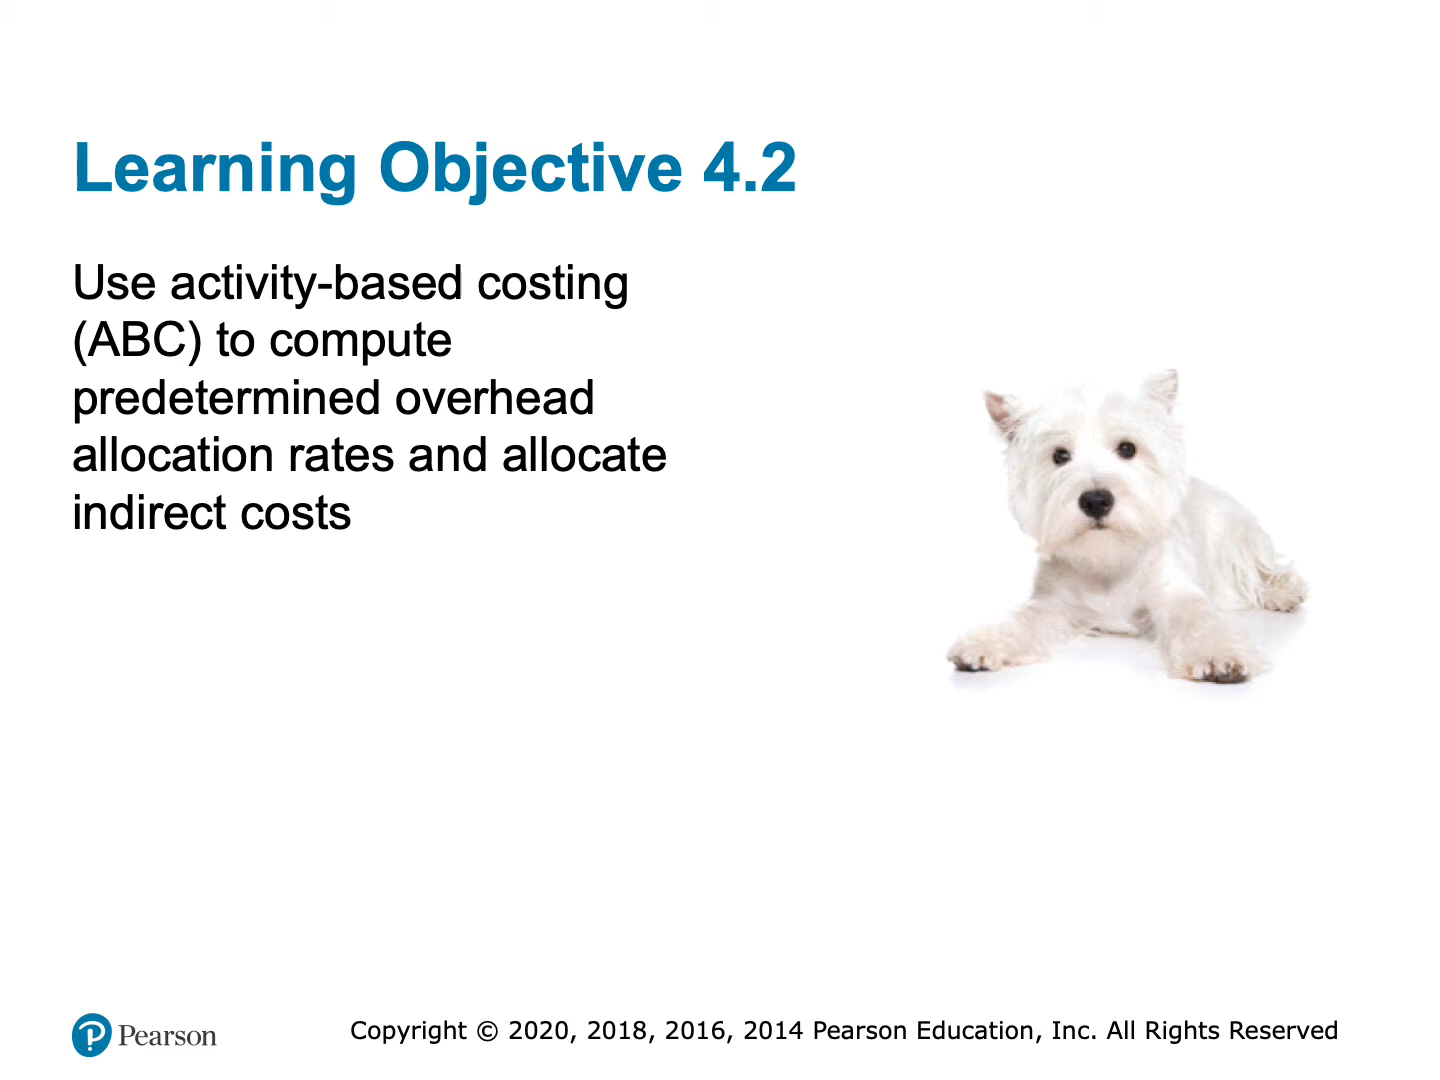 Learning Objective 4.2
Use activity-based costing
(ABC) to compute
predetermined overhead
allocation rates and allocate
indirect costs
Pearson
Copyright © 2020, 2018, 2016, 2014 Pearson Education, Inc. All Rights Reserved